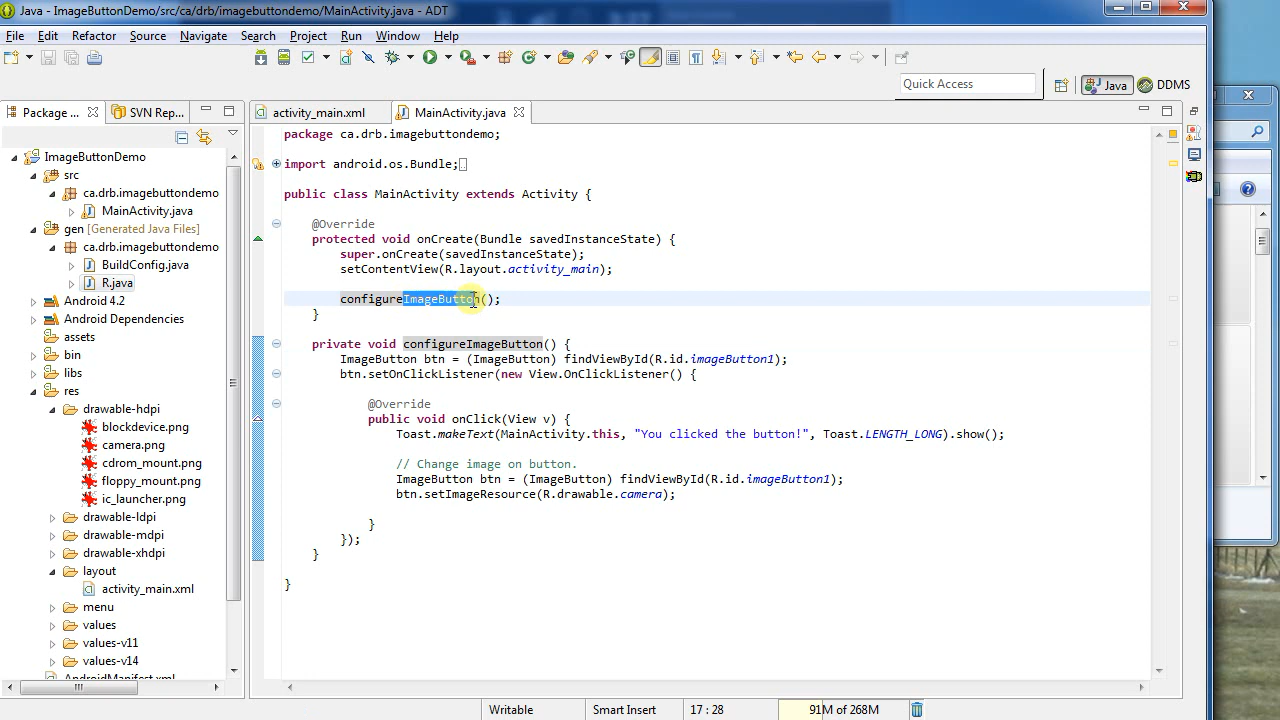 Java - ImageButtonDemo/src/ca/drb/imagebuttondemo/MainActivity.java - ADT
File Edit Refactor Source Navigate Search Project Run Window Help
Quick Access
Java
DDMS
Package ...
SVN Rep...
activity_main.xml
MainActivity.java
ImageButtonDemo
src
ca.drb.imagebuttondemo
MainActivity.java
gen [Generated Java Files]
ca.drb.imagebuttondemo
BuildConfig.java
R.java
Android 4.2
Android Dependencies
assets
bin
libs
res
drawable-hdpi
blockdevice.png
camera.png
cdrom_mount.png
floppy_mount.png
ic_launcher.png
drawable-ldpi
drawable-mdpi
drawable-xhdpi
layout
activity_main.xml
menu
values
values-v11
values-v14
AndroidManifest.xml
package ca.drb.imagebuttondemo;
import android.os.Bundle;
public class MainActivity extends Activity {
@Override
protected void onCreate(Bundle savedInstanceState) {
super.onCreate(savedInstanceState);
setContentView(R.layout.activity_main);
configureImageButton();
}
private void configureImageButton() {
ImageButton btn = (ImageButton) findViewById(R.id.imageButton1);
btn.setOnClickListener(new View.OnClickListener() {
@Override
public void onClick(View v) {
Toast.makeText(MainActivity.this, "You clicked the button!", Toast.LENGTH_LONG).show();
// Change image on button.
ImageButton btn = (ImageButton) findViewById(R.id.imageButton1);
btn.setImageResource(R.drawable.camera);
}
});
}
}
Writable
Smart Insert
17 : 28
91M of 268M